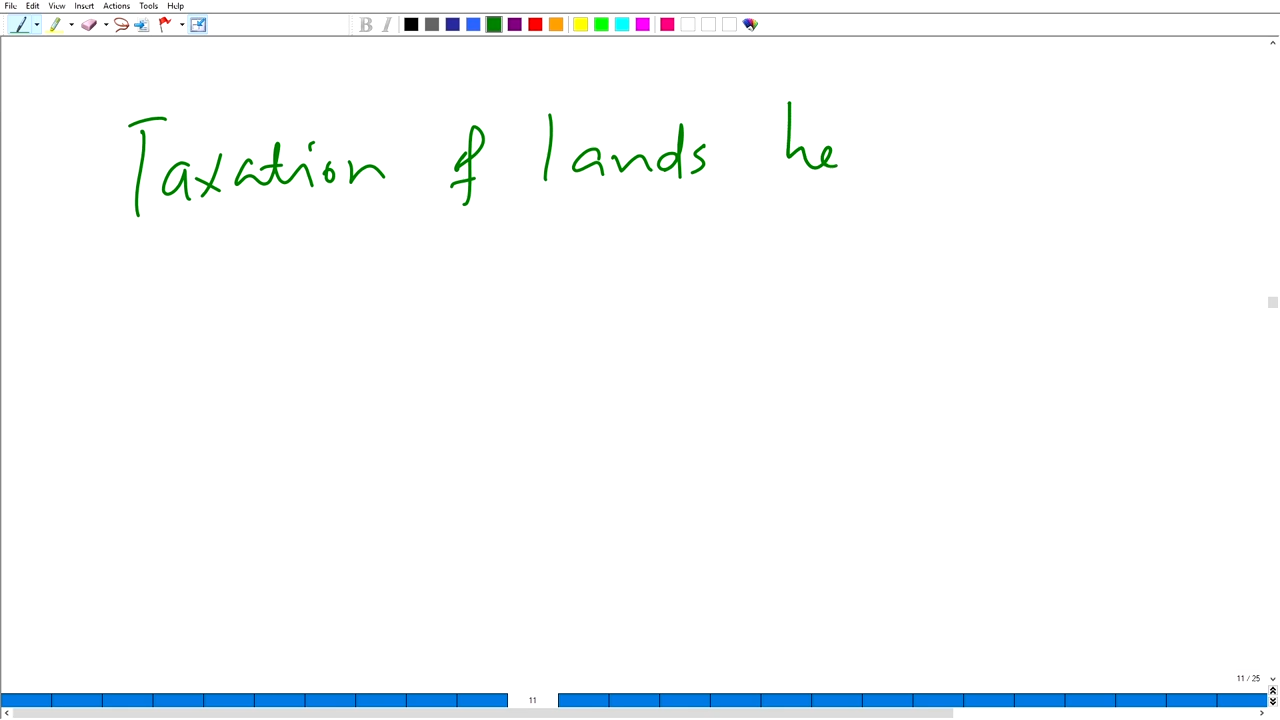 File Edit View Insert Actions Tools Help
B I
Taxation of lands he
11 / 25
11